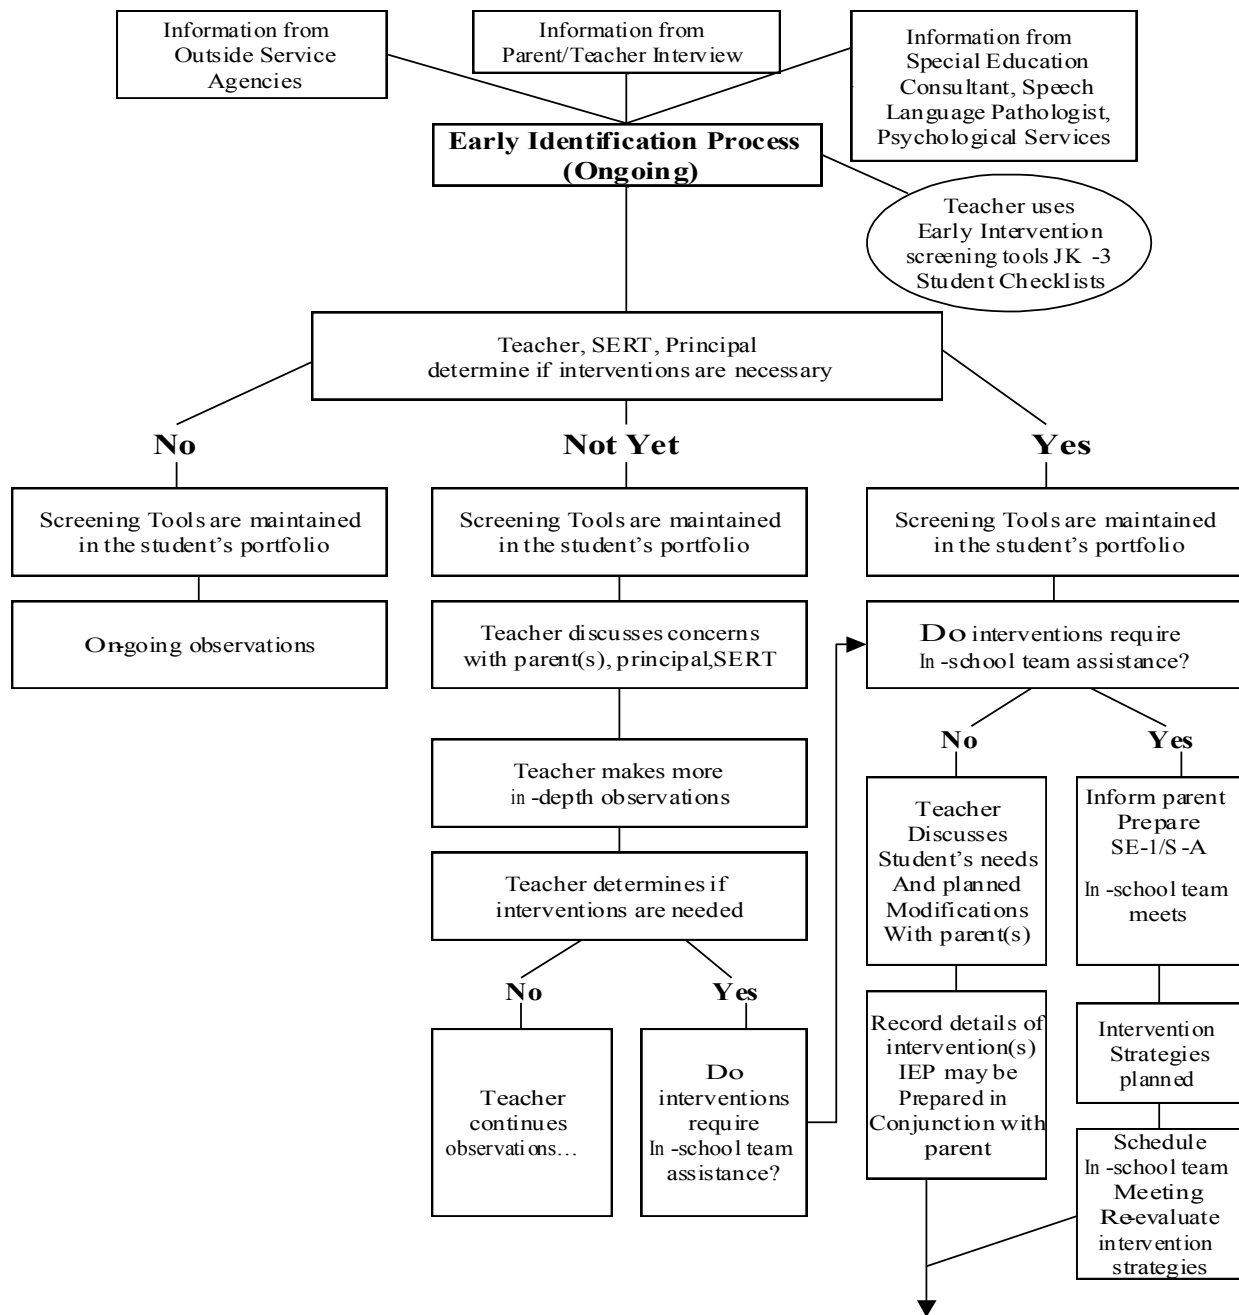 Information from
Outside Service
Agencies
Information from
Parent/Teacher Interview
Information from
Special Education
Consultant, Speech
Language Pathologist,
Psychological Services
Early Identification Process
(Ongoing)
Teacher uses
Early Intervention
screening tools JK -3
Student Checklists
Teacher, SERT, Principal
determine if interventions are necessary
No
Not Yet
Yes
Screening Tools are maintained
in the student's portfolio
Screening Tools are maintained
in the student's portfolio
Screening Tools are maintained
in the student's portfolio
On-going observations
Teacher discusses concerns
with parent(s), principal,SERT
Do interventions require
In -school team assistance?
Teacher makes more
in -depth observations
Teacher determines if
interventions are needed
No
Yes
Teacher
continues
observations…
Do
interventions
require
In -school team
assistance?
No
Yes
Teacher
Discusses
Student's needs
And planned
Modifications
With parent(s)
Inform parent
Prepare
SE-1/S -A
In -school team
meets
Record details of
intervention(s)
IEP may be
Prepared in
Conjunction with
parent
Intervention
Strategies
planned
Schedule
In -school team
Meeting
Re-evaluate
intervention
strategies